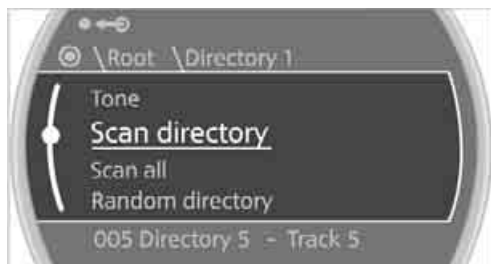 \Root \Directory 1
Tone
Scan directory
Scan all
Random directory
005 Directory 5 - Track 5